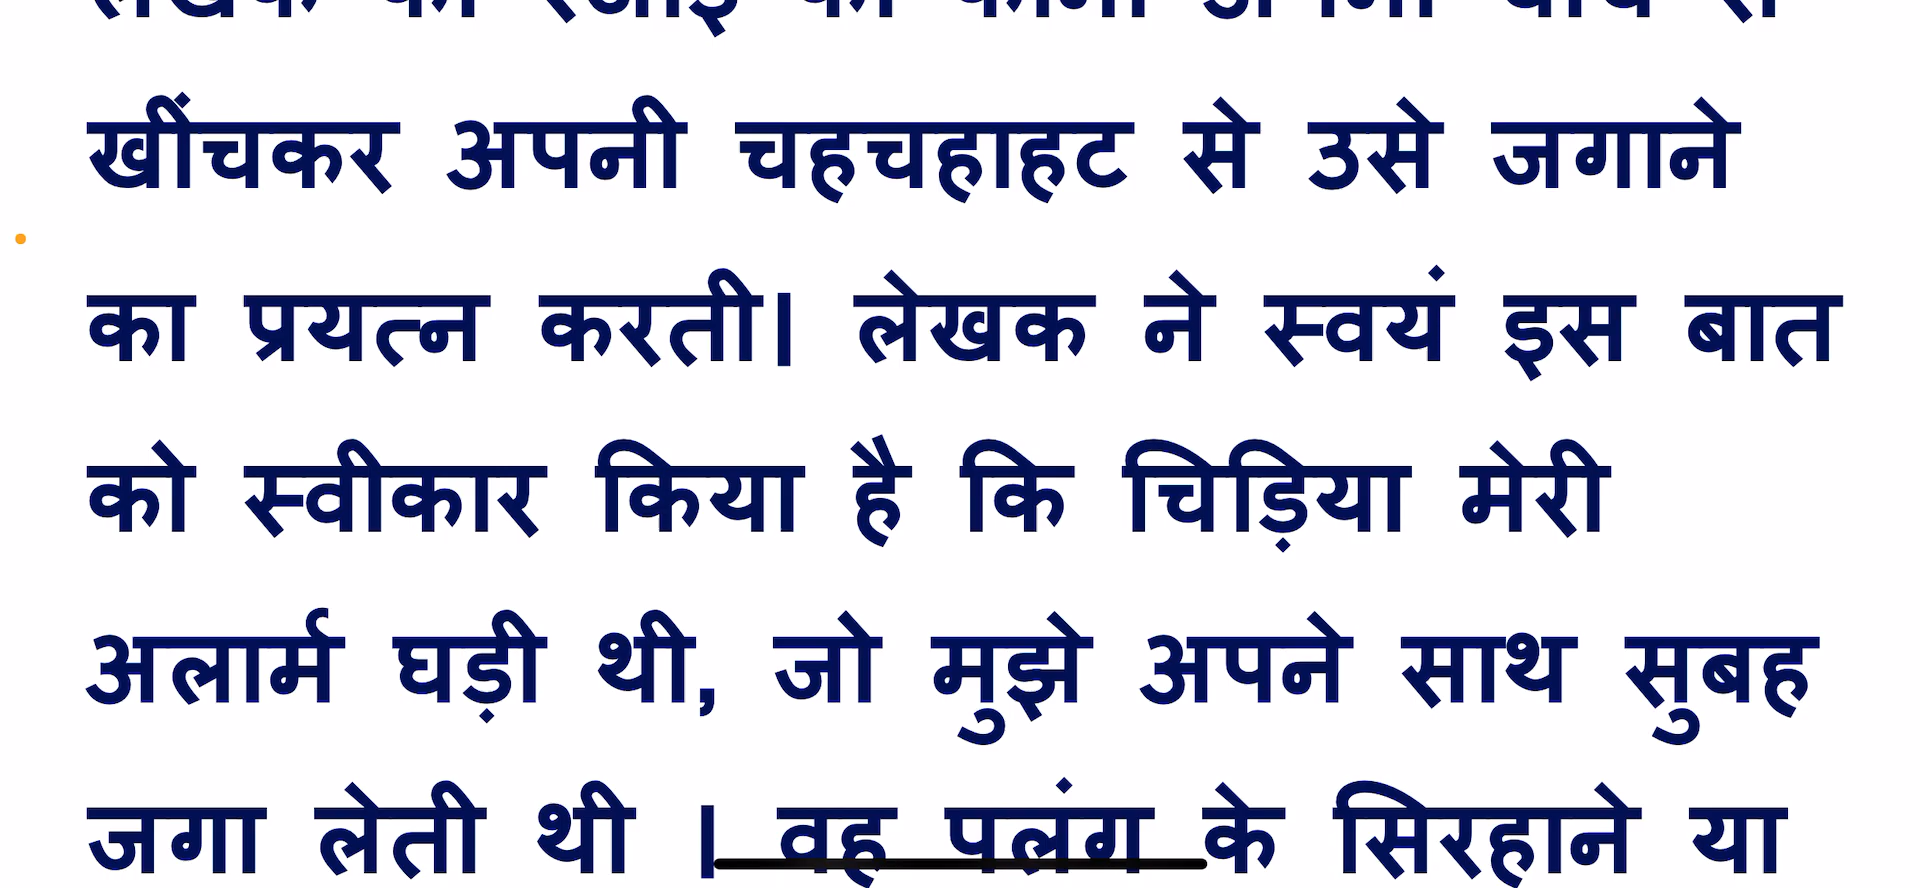 खींचकर अपनी चहचहाहट से उसे जगाने
का प्रयत्न करती। लेखक ने स्वयं इस बात
को स्वीकार किया है कि चिड़िया मेरी
अलार्म घड़ी थी, जो मुझे अपने साथ सुबह
जगा लेती थी । वह पलंग के सिरहाने या